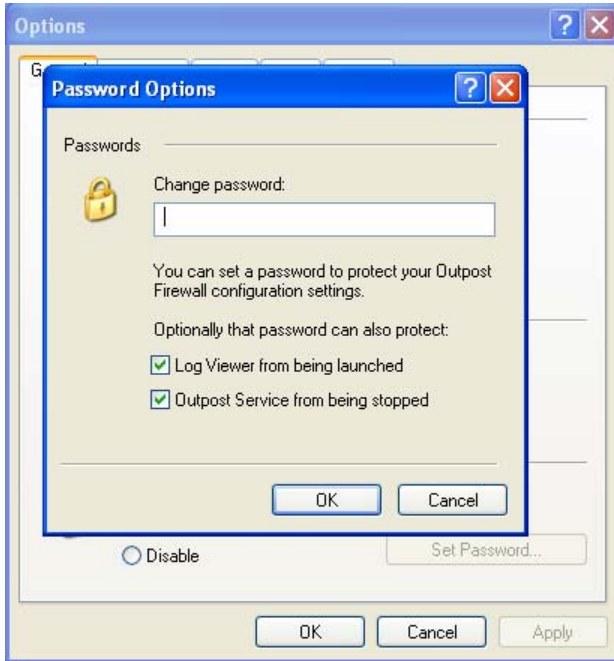 Options
Password Options
Passwords
Change password:
You can set a password to protect your Outpost
Firewall configuration settings.
Optionally that password can also protect:
Log Viewer from being launched
Outpost Service from being stopped
OK
Cancel
Disable
Set Password...
OK
Cancel
Apply